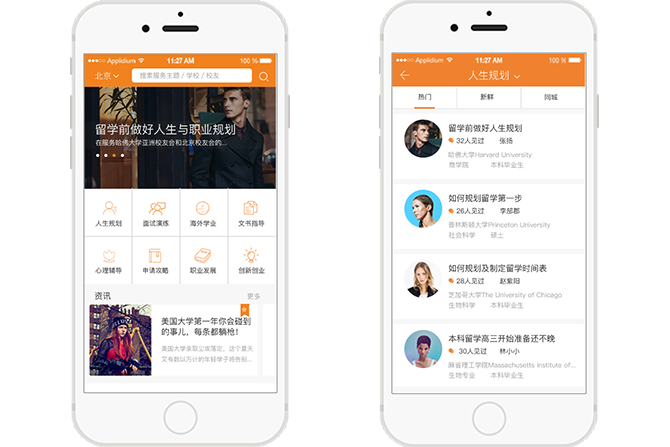 Applidium
11:27 AM
100 %
北京
搜索服务主题 / 学校 / 校友
留学前做好人生与职业规划
在服务哈佛大学亚洲校友会和北京校友会的...
人生规划
面试演练
海外学业
文书指导
心理辅导
申请攻略
职业发展
创新创业
资讯
更多
美国大学第一年你会碰到
的事儿，每条都躺枪！
美国大学录取尘埃落定，这个夏天
又有数以万计的年轻学子将告别...
Applidium
11:27 AM
100 %
人生规划
热门
新鲜
同城
留学前做好人生规划
32人见过
张扬
哈佛大学Harvard University
商学院
本科毕业生
如何规划留学第一步
26人见过
李郁郡
普林斯顿大学Princeton University
社会科学
硕士
如何规划及制定留学时间表
28人见过
赵紫阳
芝加哥大学The University of Chicago
生物科学
本科毕业生
本科留学高三开始准备还不晚
30人见过
林小小
麻省理工学院Massachusetts Institute of...
生物专业
本科毕业生